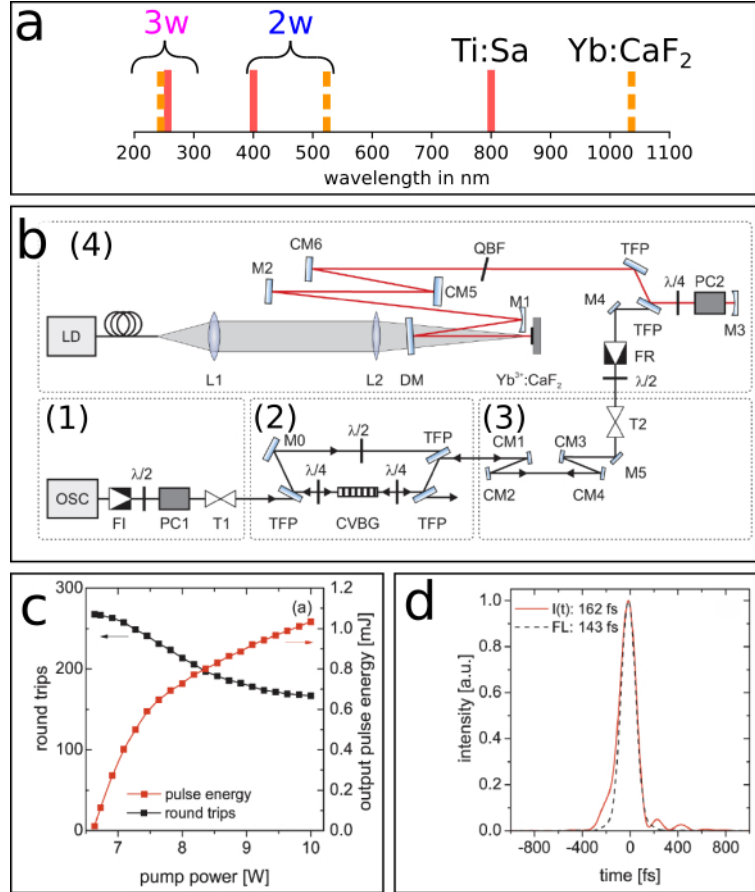 a
3w
2w
Ti:Sa
Yb:CaF₂
200 300 400 500 600 700 800 900 1000 1100
wavelength in nm
b
(4)
CM6
QBF
TFP
M2
CM5
λ/4
PC2
M1
M4
LD
TFP
M3
FR
L1
L2
DM
Yb³⁺:CaF₂
λ/2
(1)
(2)
(3)
T2
M0
λ/2
TFP
CM1
CM3
λ/2
λ/4
λ/4
M5
OSC
CM2
CM4
FI
PC1
T1
TFP
CVBG
TFP
c
(a)
300
200
100
0
round trips
1.2
1.0
0.8
0.6
0.4
0.2
0.0
output pulse energy [mJ]
pulse energy
round trips
7 8 9 10
pump power [W]
d
I(t): 162 fs
FL: 143 fs
1.0
0.8
0.6
0.4
0.2
0.0
intensity [a.u.]
-800 -400 0 400 800
time [fs]